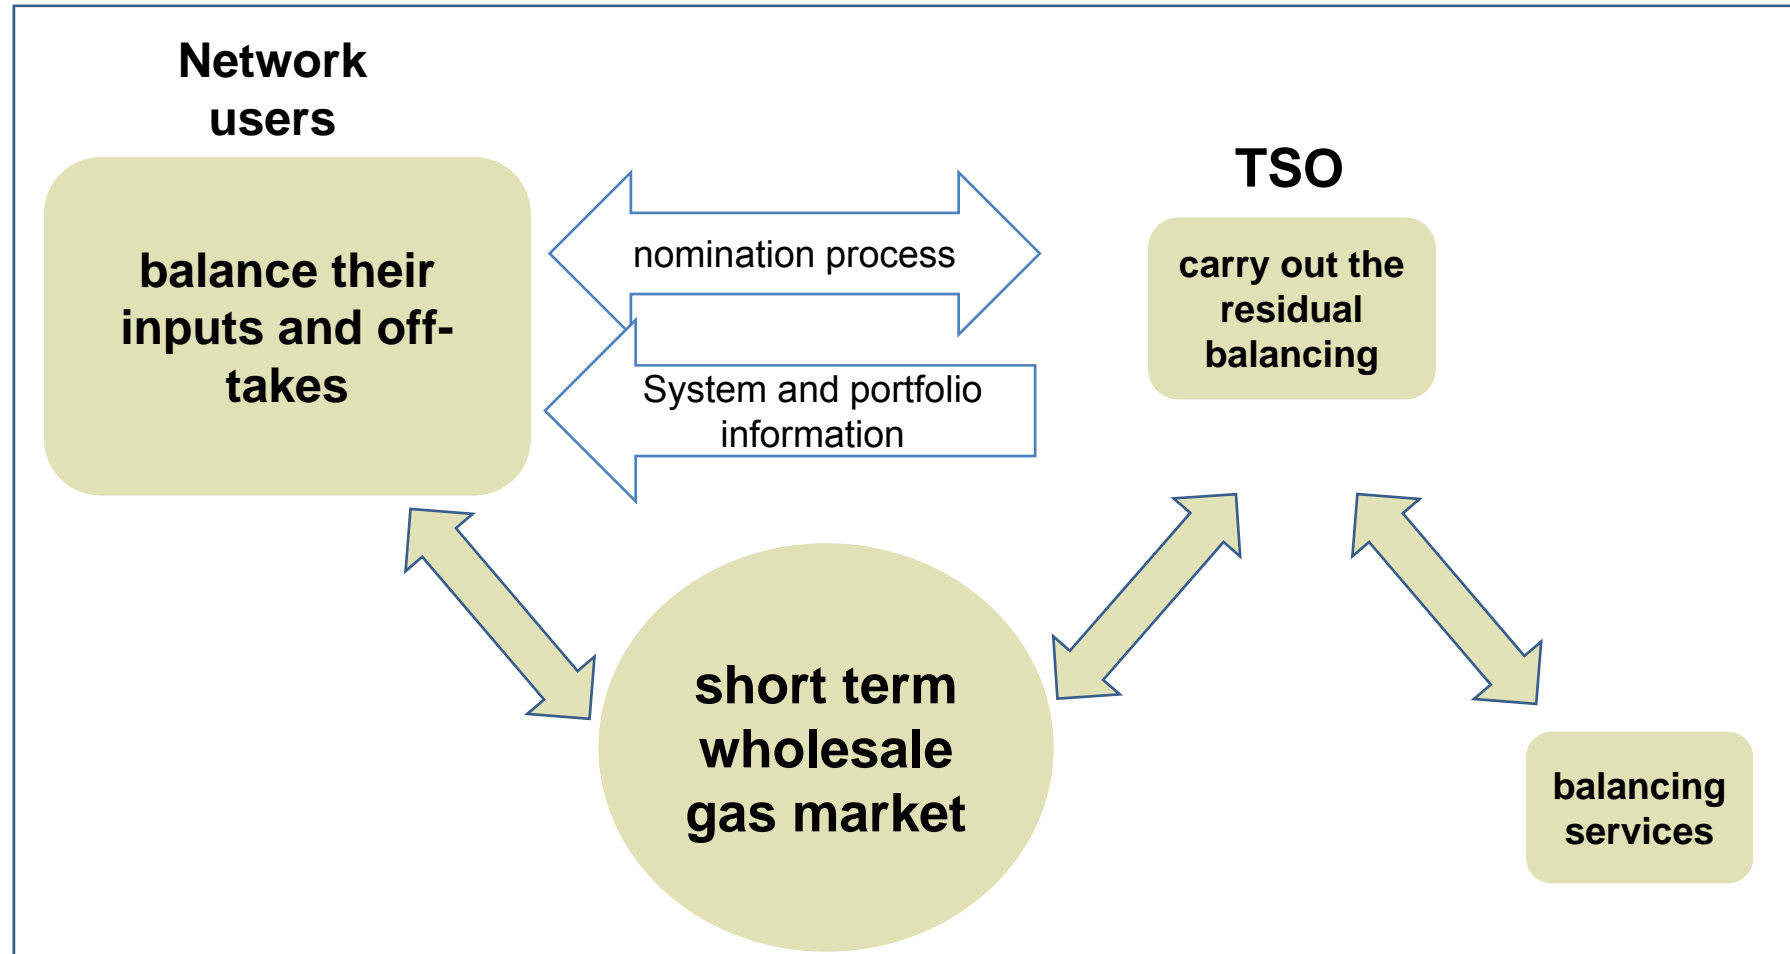 Network
users
balance their
inputs and off-
takes
nomination process
System and portfolio
information
TSO
carry out the
residual
balancing
short term
wholesale
gas market
balancing
services